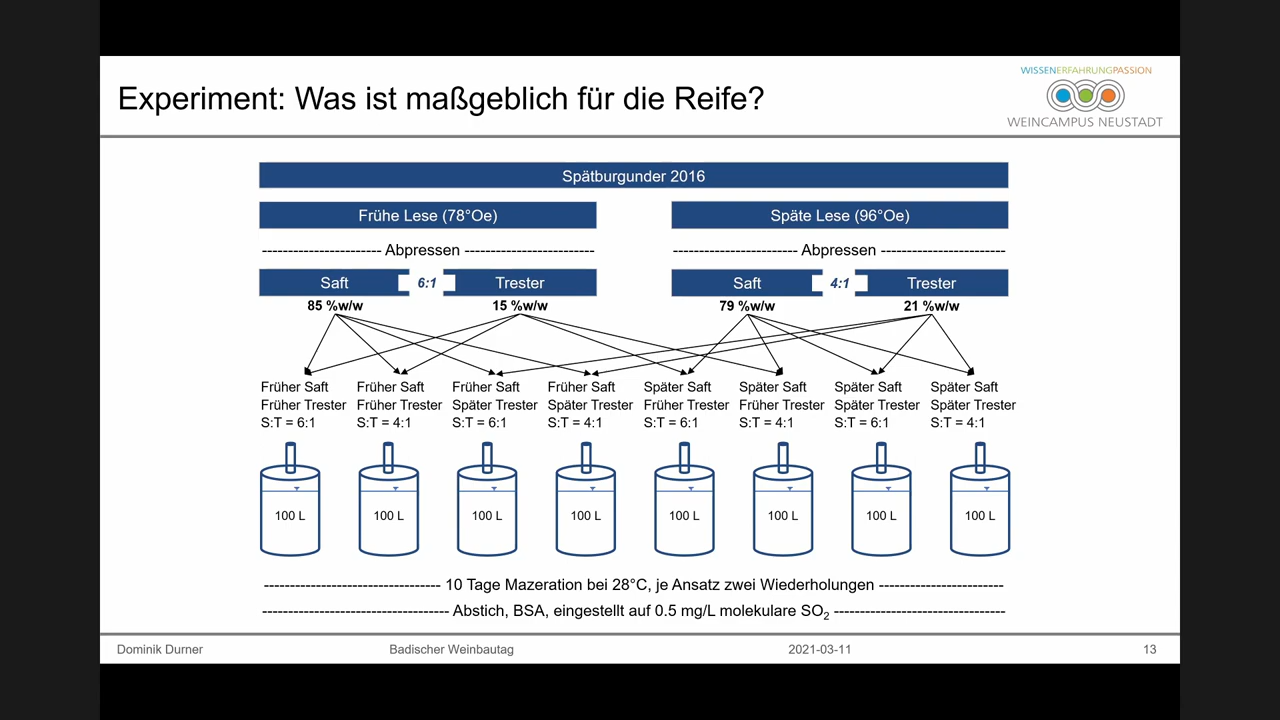 WISSENERFAHRUNGPASSION
WEINCAMPUS NEUSTADT
Experiment: Was ist maßgeblich für die Reife?
Spätburgunder 2016
Frühe Lese (78°Oe) Späte Lese (96°Oe)
----------------------- Abpressen ------------------------- ------------------------ Abpressen ------------------------
Saft 6:1 Trester Saft 4:1 Trester
85 %w/w 15 %w/w 79 %w/w 21 %w/w
Früher Saft Früher Saft Früher Saft Früher Saft Später Saft Später Saft Später Saft Später Saft
Früher Trester Früher Trester Später Trester Später Trester Früher Trester Früher Trester Später Trester Später Trester
S:T = 6:1 S:T = 4:1 S:T = 6:1 S:T = 4:1 S:T = 6:1 S:T = 4:1 S:T = 6:1 S:T = 4:1
100 L 100 L 100 L 100 L 100 L 100 L 100 L 100 L
---------------------------------- 10 Tage Mazeration bei 28°C, je Ansatz zwei Wiederholungen ------------------------
------------------------------------ Abstich, BSA, eingestellt auf 0.5 mg/L molekulare SO₂ ---------------------------------
Dominik Durner Badischer Weinbautag 2021-03-11 13